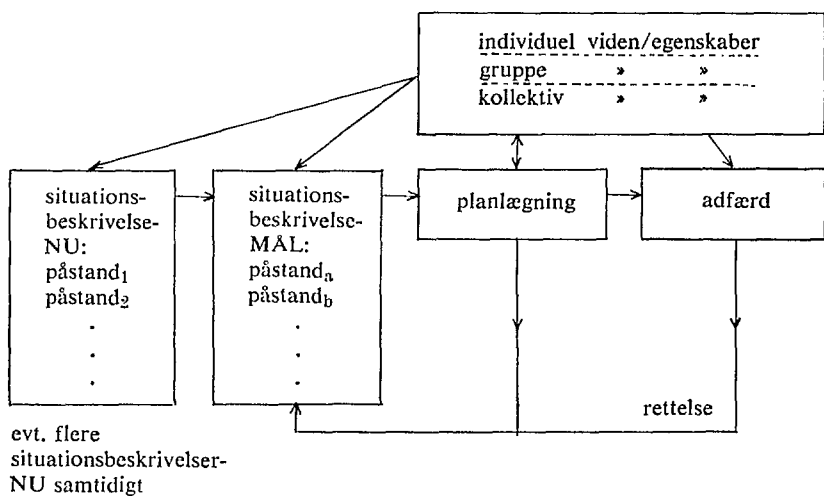 individuel viden/egenskaber
gruppe » »
kollektiv » »
situations-
beskrivelse-
NU:
påstand₁
påstand₂
.
.
.
situations-
beskrivelse-
MÅL:
påstandₐ
påstand_b
.
.
.
planlægning
adfærd
rettelse
evt. flere
situationsbeskrivelser-
NU samtidigt